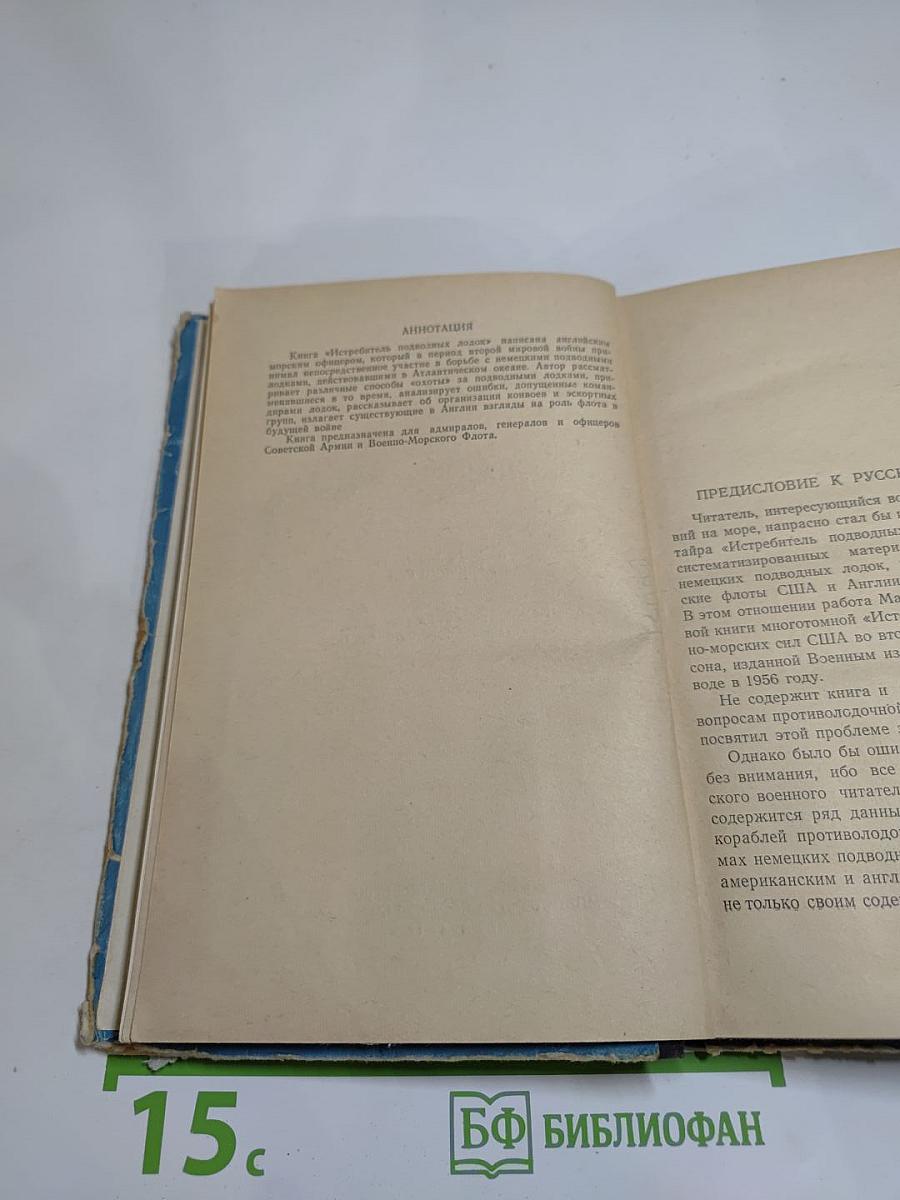 АННОТАЦИЯ
Книга «Истребитель подводных лодок» написана английским
морским офицером, который в период второй мировой войны при-
нимал непосредственное участие в борьбе с немецкими подводными
лодками, действовавшими в Атлантическом океане. Автор рассмат-
ривает различные способы «охоты» за подводными лодками, при-
менявшиеся в то время, анализирует ошибки, допущенные коман-
дирами лодок, рассказывает об организации конвоев и эскортных
групп, излагает существующие в Англии взгляды на роль флота в
будущей войне
Книга предназначена для адмиралов, генералов и офицеров
Советской Армии и Военно-Морского Флота.
ПРЕДИСЛОВИЕ К РУССК
Читатель, интересующийся во
вий на море, напрасно стал бы
тайра «Истребитель подводных
систематизированных матери
немецких подводных лодок,
ские флоты США и Англии
В этом отношении работа Ма
вой книги многотомной «Ист
но-морских сил США во вто
сона, изданной Военным из
воде в 1956 году.
Не содержит книга и
вопросам противолодочной
посвятил этой проблеме
Однако было бы оши
без внимания, ибо все
ского военного читател
содержится ряд данны
кораблей противолодо
мах немецких подводн
американским и англ
не только своим соде
15 с
БФ БИБЛИОФАН